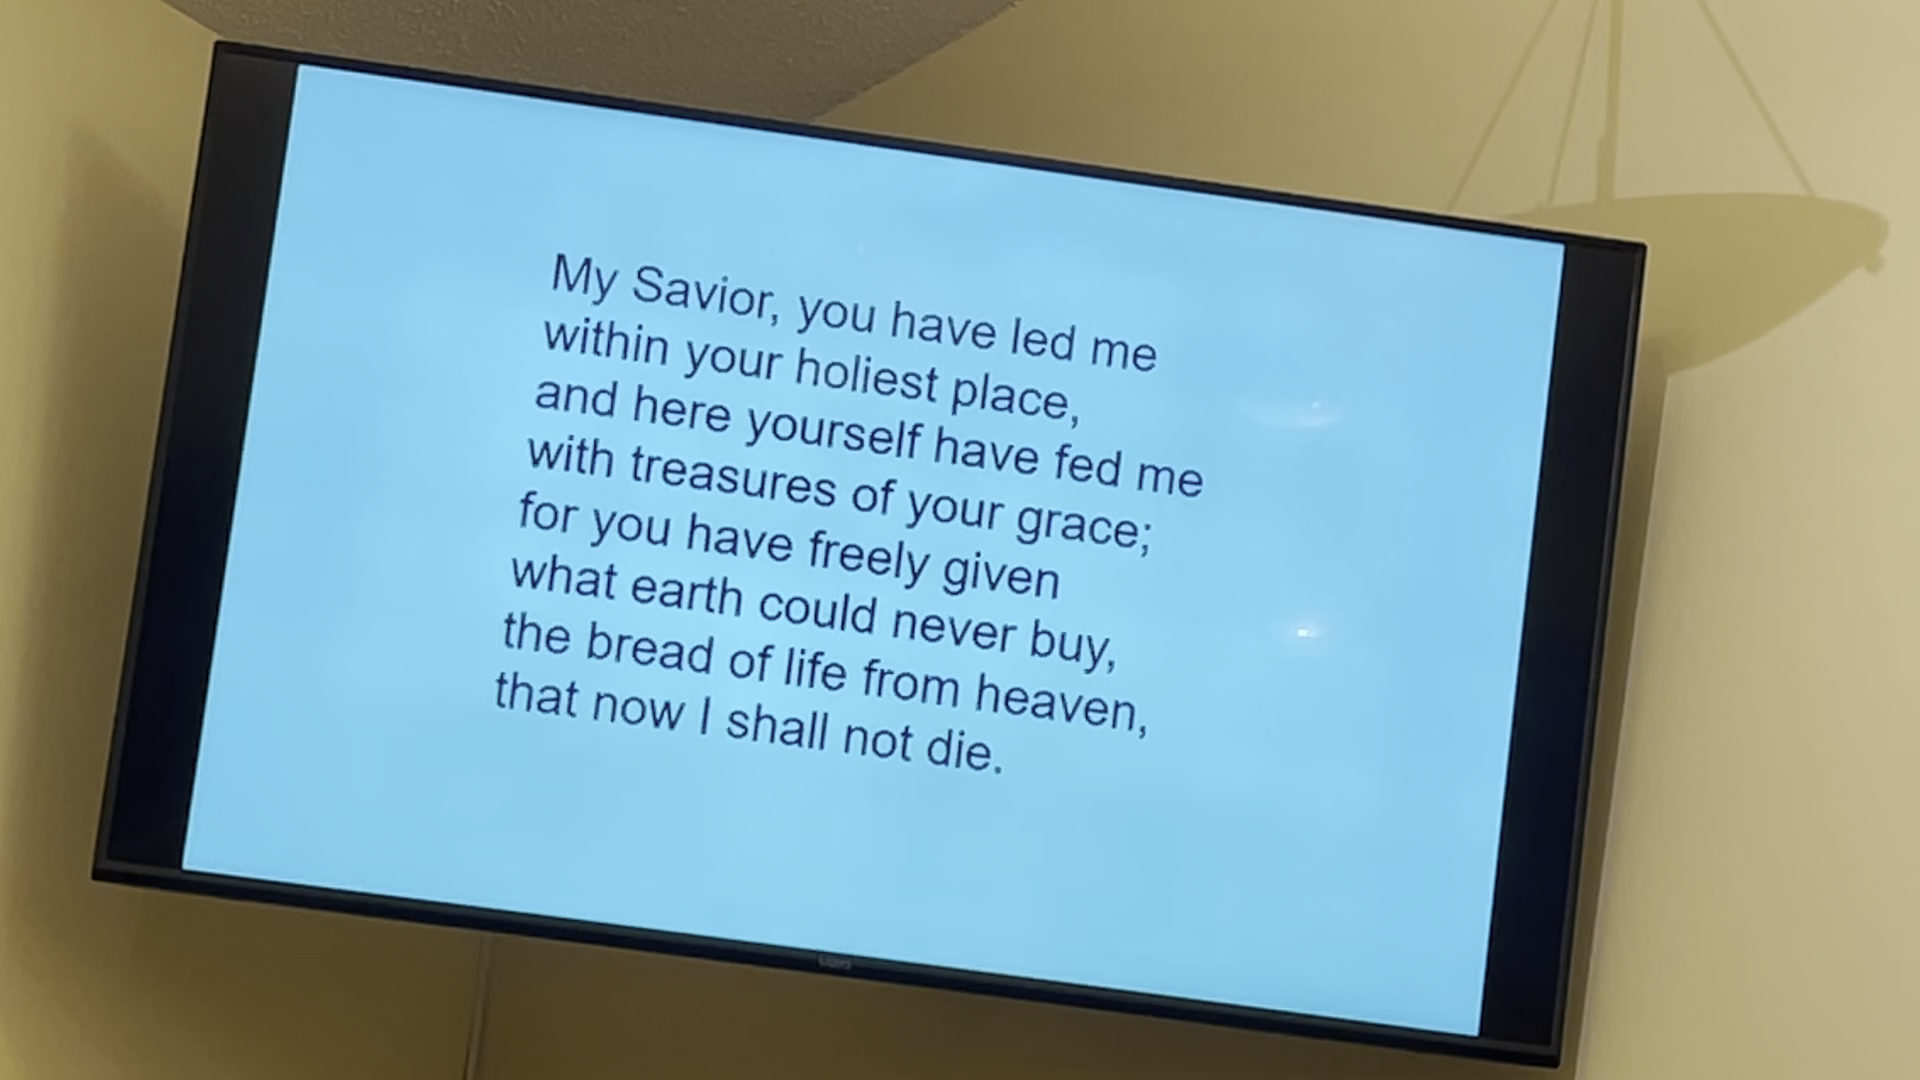 My Savior, you have led me
within your holiest place,
and here yourself have fed me
with treasures of your grace;
for you have freely given
what earth could never buy,
the bread of life from heaven,
that now I shall not die.